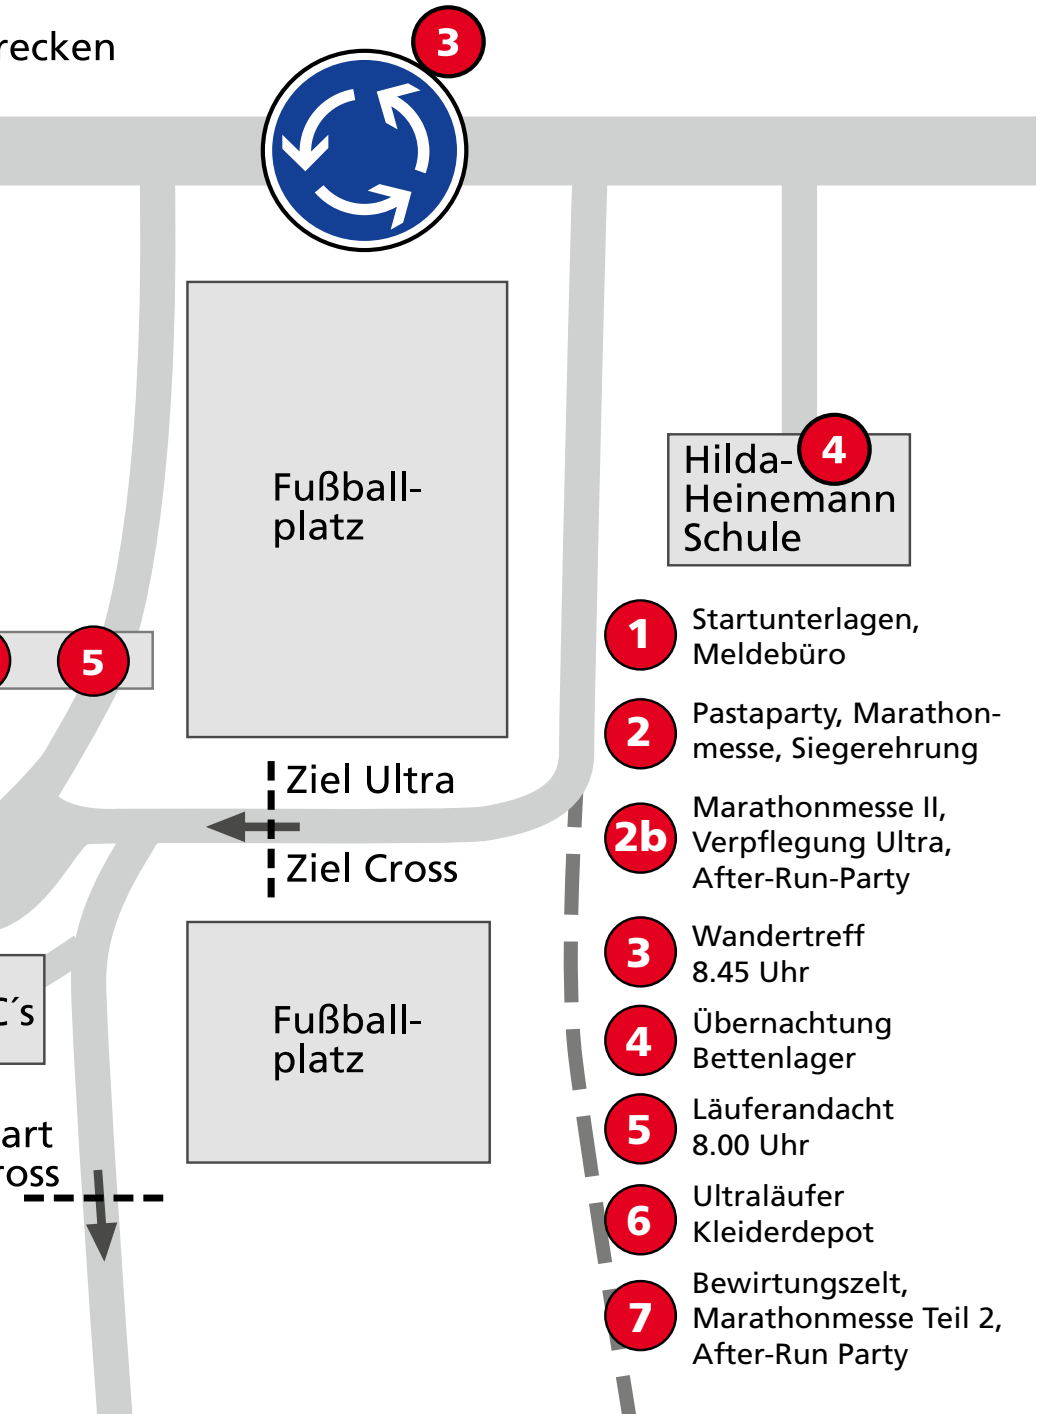 3
Fußball-
platz
Hilda-
Heinemann
Schule
4
5
Ziel Ultra
Ziel Cross
Fußball-
platz
1 Startunterlagen,
Meldebüro
2 Pastaparty, Marathon-
messe, Siegerehrung
2b Marathonmesse II,
Verpflegung Ultra,
After-Run-Party
3 Wandertreff
8.45 Uhr
4 Übernachtung
Bettenlager
5 Läuferandacht
8.00 Uhr
6 Ultraläufer
Kleiderdepot
7 Bewirtungszelt,
Marathonmesse Teil 2,
After-Run Party